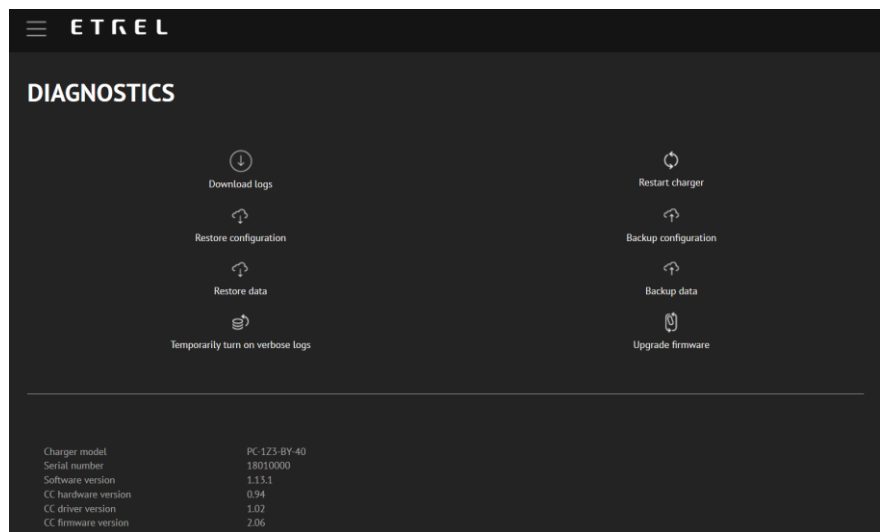 ETREL
DIAGNOSTICS
Download logs
Restart charger
Restore configuration
Backup configuration
Restore data
Backup data
Temporarily turn on verbose logs
Upgrade firmware
Charger model PC-1Z3-BY-40
Serial number 18010000
Software version 1.13.1
CC hardware version 0.94
CC driver version 1.02
CC firmware version 2.06